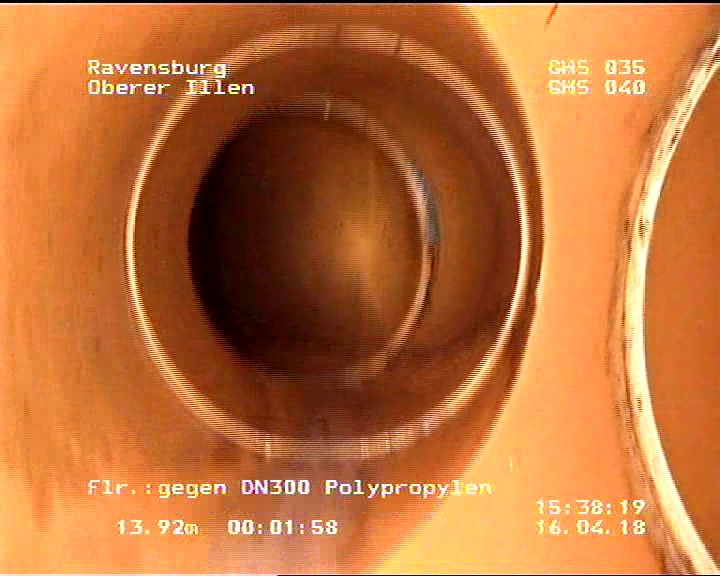 Ravensburg GHS 035
Oberer Illen GHS 040
Flr.:gegen DN300 Polypropylen
15:38:19
13.92m 00:01:58 16.04.18